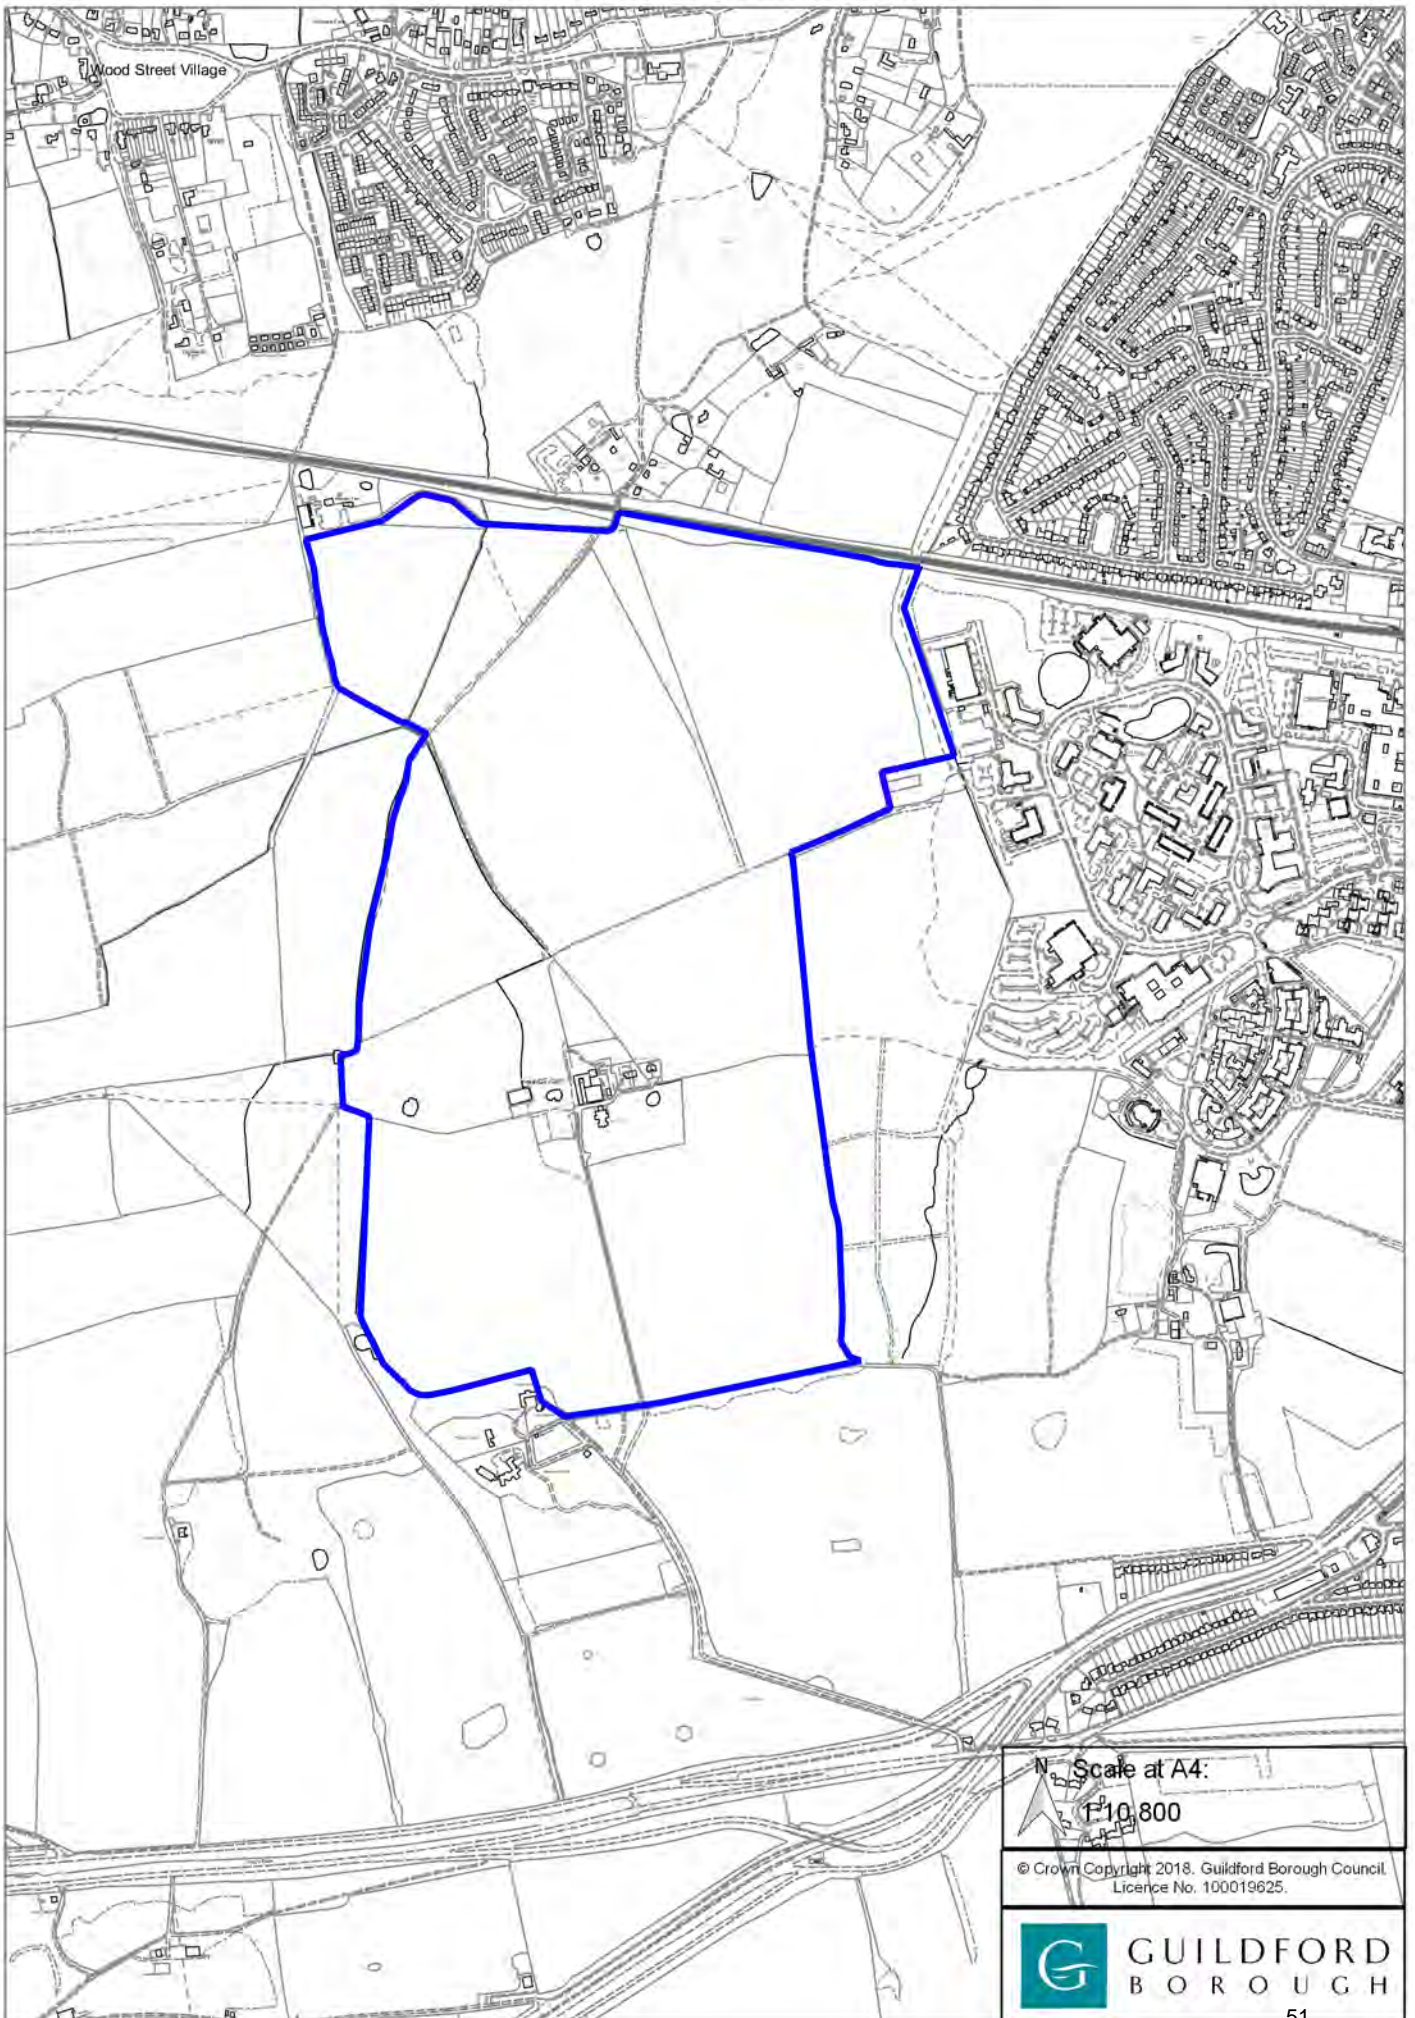 Wood Street Village
N
Scale at A4:
1:10,800
© Crown Copyright 2018. Guildford Borough Council.
Licence No. 100019625.
G
GUILDFORD
BOROUGH
51